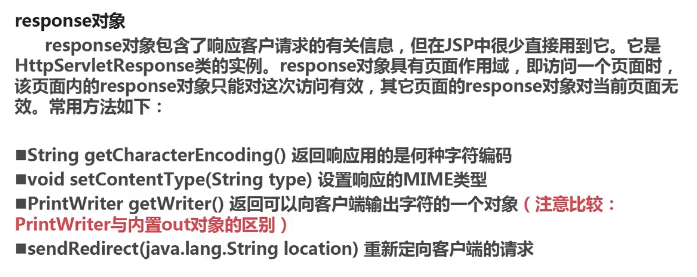 response对象
response对象包含了响应客户请求的有关信息，但在JSP中很少直接用到它。它是
HttpServletResponse类的实例。response对象具有页面作用域，即访问一个页面时，
该页面内的response对象只能对这次访问有效，其它页面的response对象对当前页面无
效。常用方法如下：
■String getCharacterEncoding() 返回响应用的是何种字符编码
■void setContentType(String type) 设置响应的MIME类型
■PrintWriter getWriter() 返回可以向客户端输出字符的一个对象（注意比较：
PrintWriter与内置out对象的区别）
■sendRedirect(java.lang.String location) 重新定向客户端的请求